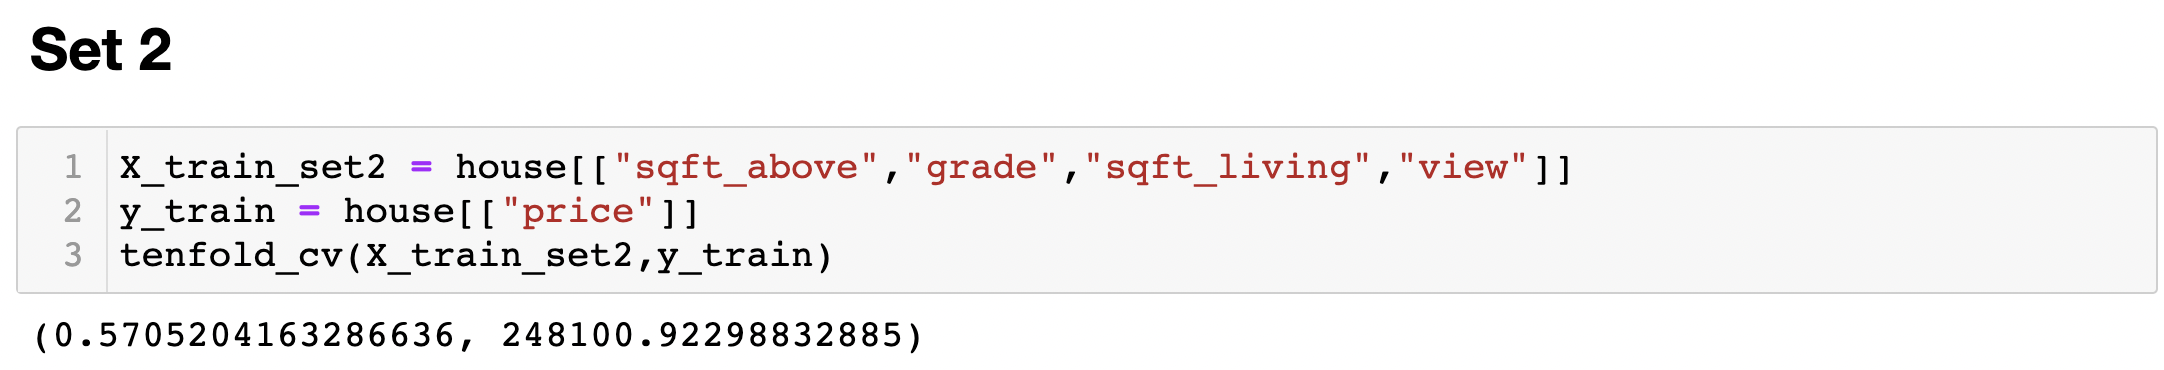 Set 2
1 X_train_set2 = house[["sqft_above","grade","sqft_living","view"]]
2 y_train = house[["price"]]
3 tenfold_cv(X_train_set2,y_train)
(0.5705204163286636, 248100.92298832885)